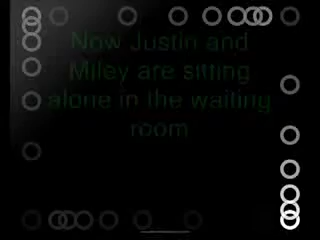 Now Justin and
Miley are sitting
alone in the waiting
room